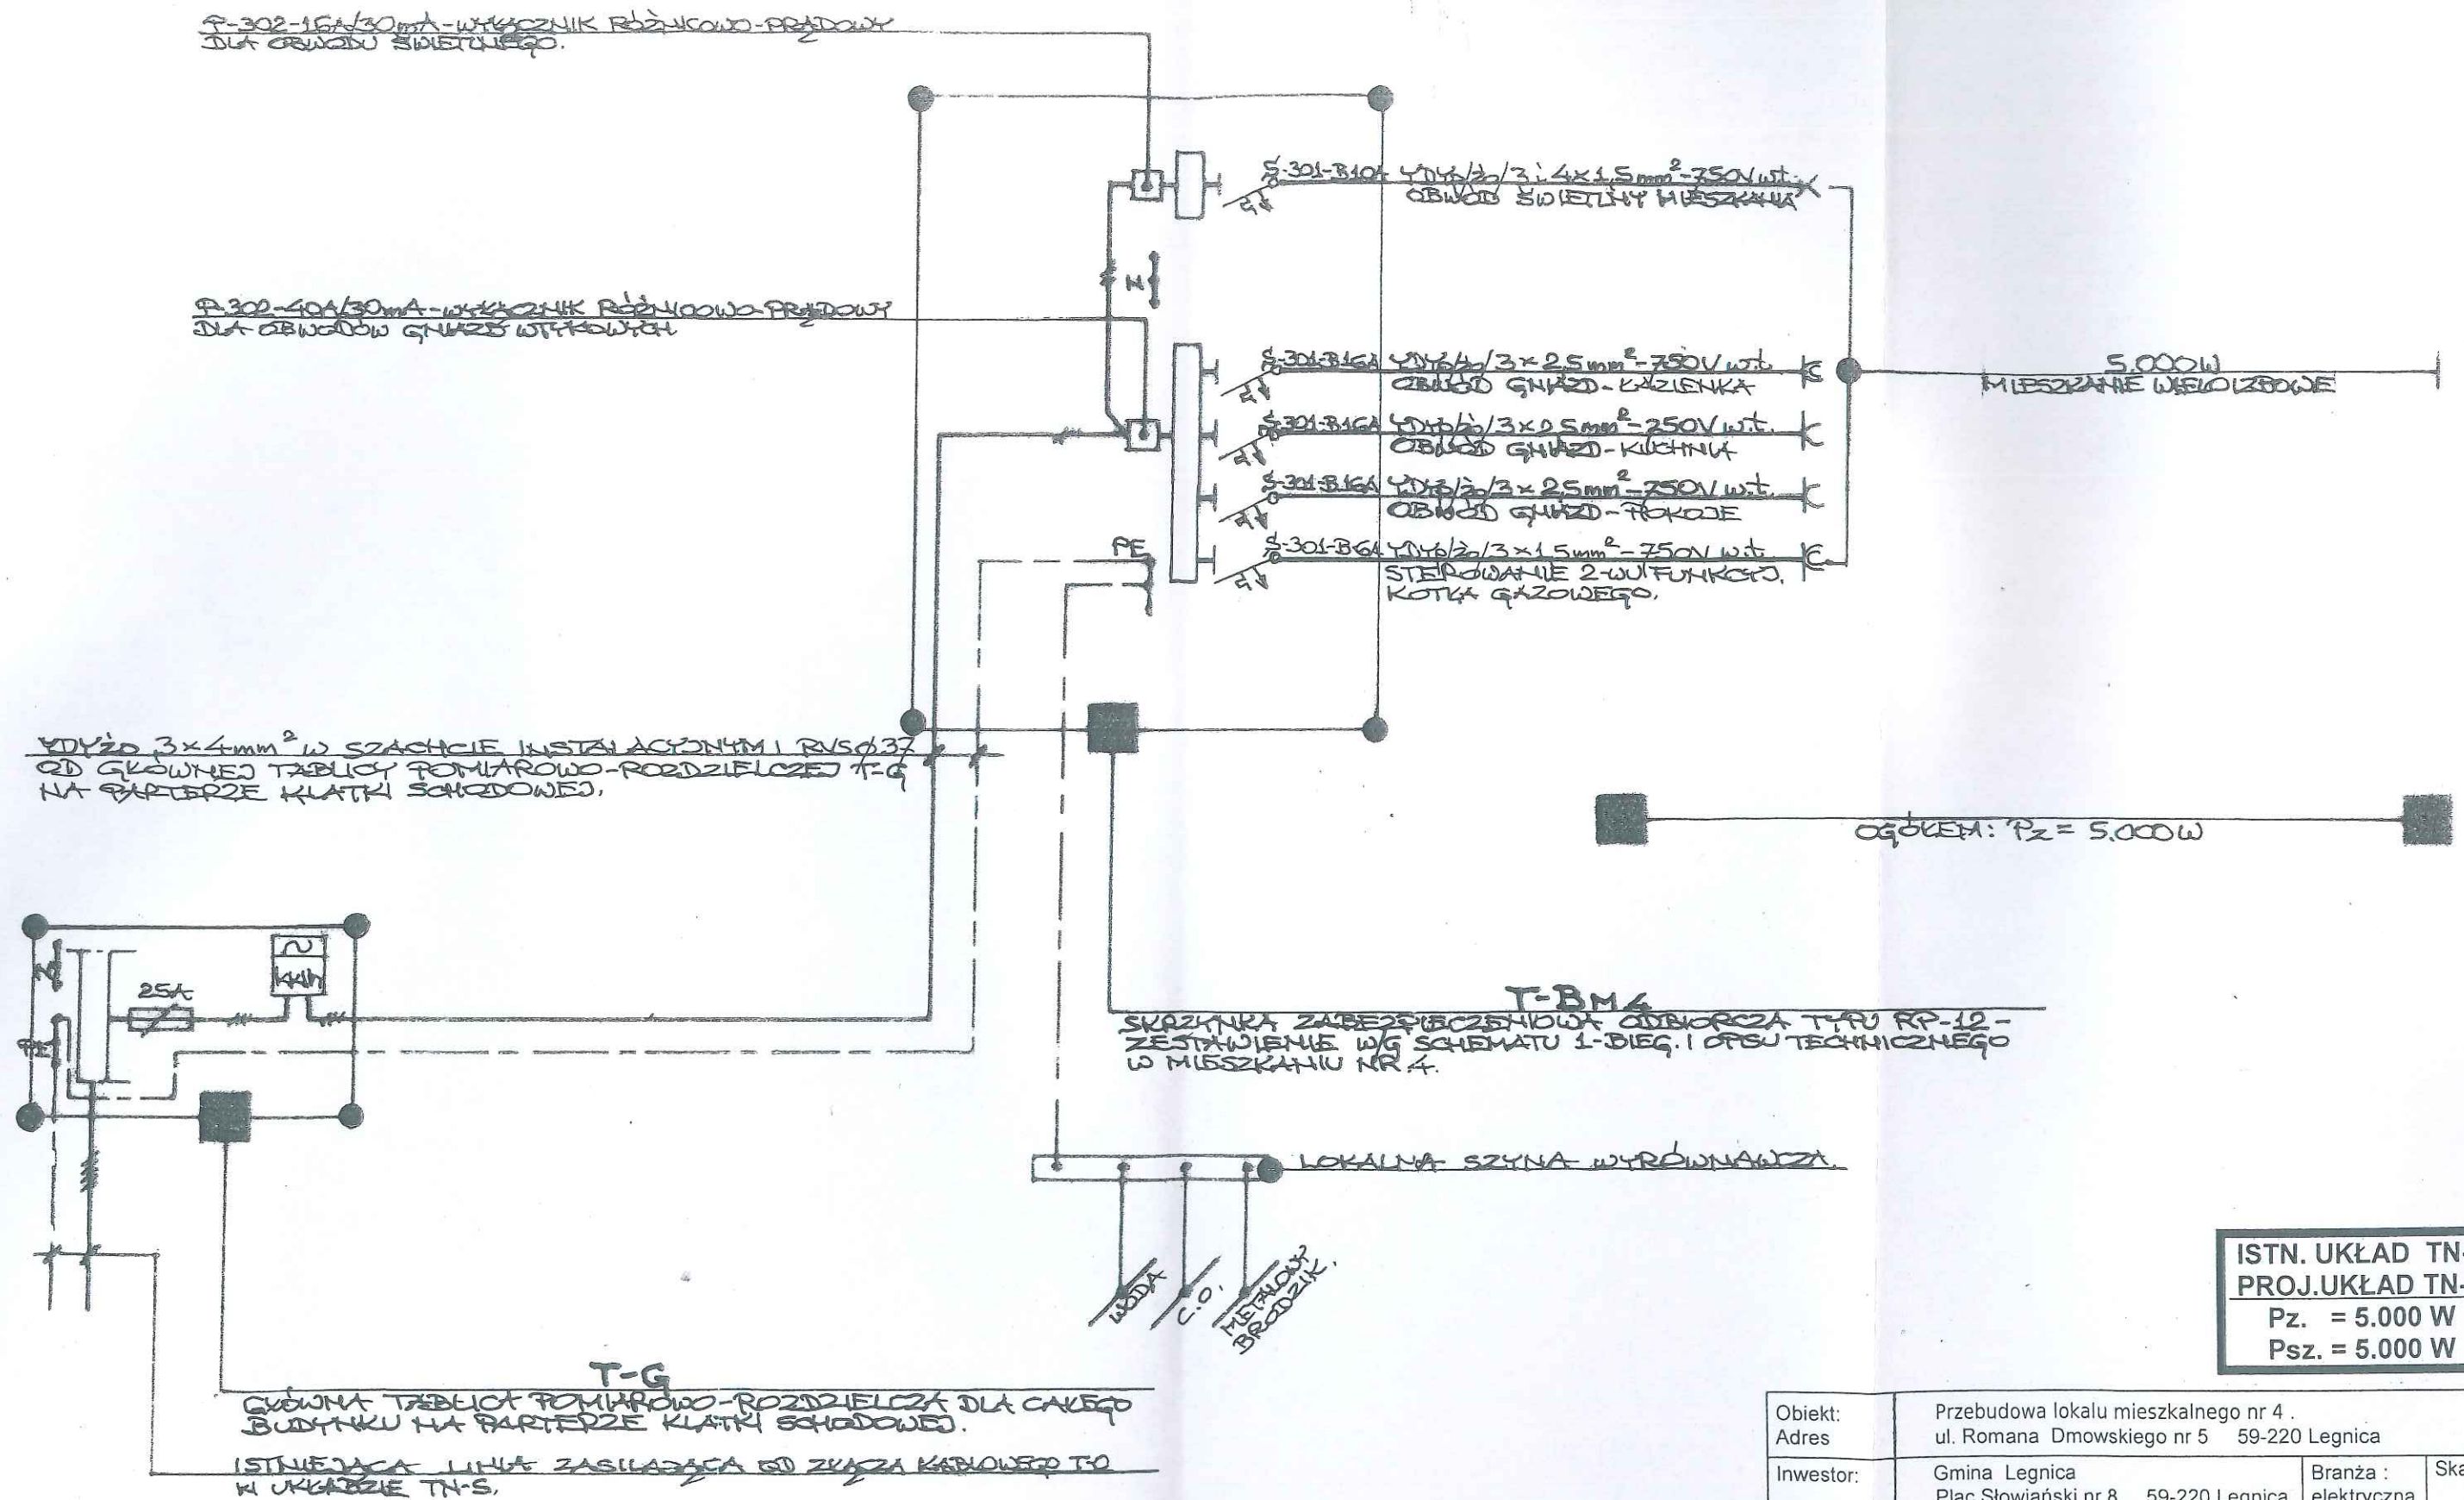 P-302-16A/30mA-WYŁĄCZNIK RÓŻNICOWO-PRĄDOWY
DLA OBWODU ŚWIETLNEGO.
S-301-B10A YDYp/żo/3 i 4×1,5mm²-750V w.t.
OBWÓD ŚWIETLNY MIESZKANIA
N
P-302-40A/30mA-WYŁĄCZNIK RÓŻNICOWO-PRĄDOWY
DLA OBWODÓW GNIAZD WTYKOWYCH
S-301-B16A YDYp/żo/3×2,5mm²-750V w.t.
OBWÓD GNIAZD-ŁAZIENKA
5.000W
MIESZKANIE WIELOIZBOWE
S-301-B16A YDYp/żo/3×2,5mm²-750V w.t.
OBWÓD GNIAZD-KUCHNIA
S-301-B16A YDYp/żo/3×2,5mm²-750V w.t.
OBWÓD GNIAZD-POKOJE
PE
S-301-B6A YDYp/żo/3×1,5mm²-750V w.t.
STEROWANIE 2-WU FUNKCYJ.
KOTŁA GAZOWEGO.
YDYżo 3×4mm² W SZACHCIE INSTALACYJNYM I RVSØ37
OD GŁÓWNEJ TABLICY POMIAROWO-ROZDZIELCZEJ T-G
NA PARTERZE KLATKI SCHODOWEJ.
OGÓŁEM: Pz = 5.000W
N
25A
kWh
PE
T-BM4
SKRZYNKA ZABEZPIECZENIOWA ODBIORCZA TYPU RP-12-
ZESTAWIENIE W/G SCHEMATU 1-BIEG. I OPISU TECHNICZNEGO
W MIESZKANIU NR.4.
LOKALNA SZYNA WYRÓWNAWCZA.
WODA
C.O.
METALOWY
BRODZIK.
ISTN. UKŁAD TN-
PROJ.UKŁAD TN-
Pz. = 5.000 W
Psz. = 5.000 W
T-G
GŁÓWNA TABLICA POMIAROWO-ROZDZIELCZA DLA CAŁEGO
BUDYNKU NA PARTERZE KLATKI SCHODOWEJ.
ISTNIEJĄCA LINIA ZASILAJĄCA OD ZŁĄCZA KABLOWEGO T-O
W UKŁADZIE TN-S.
Obiekt: Przebudowa lokalu mieszkalnego nr 4 .
Adres ul. Romana Dmowskiego nr 5 59-220 Legnica
Inwestor: Gmina Legnica Branża : Ska
Plac Słowiański nr 8 59-220 Legnica elektryczna